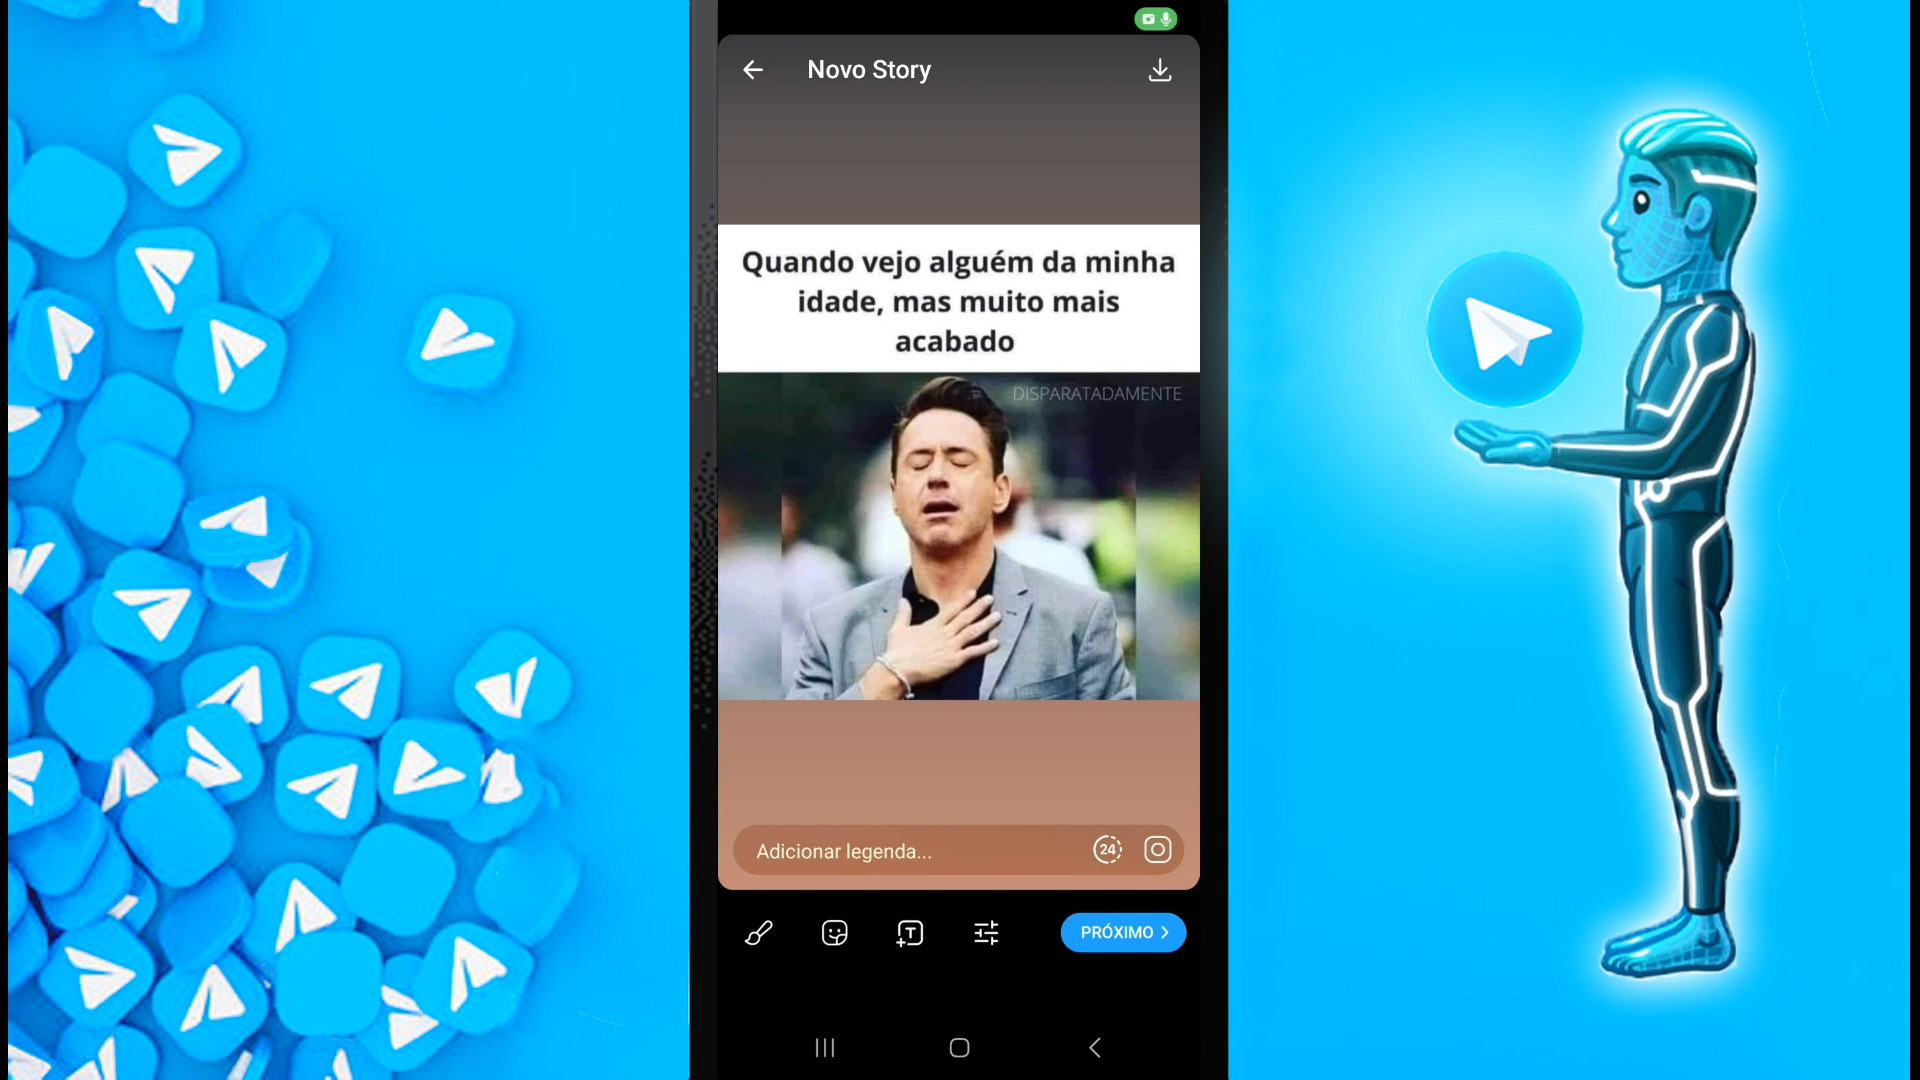 Novo Story
Quando vejo alguém da minha
idade, mas muito mais
acabado
DISPARATADAMENTE
Adicionar legenda...
24
T
PRÓXIMO